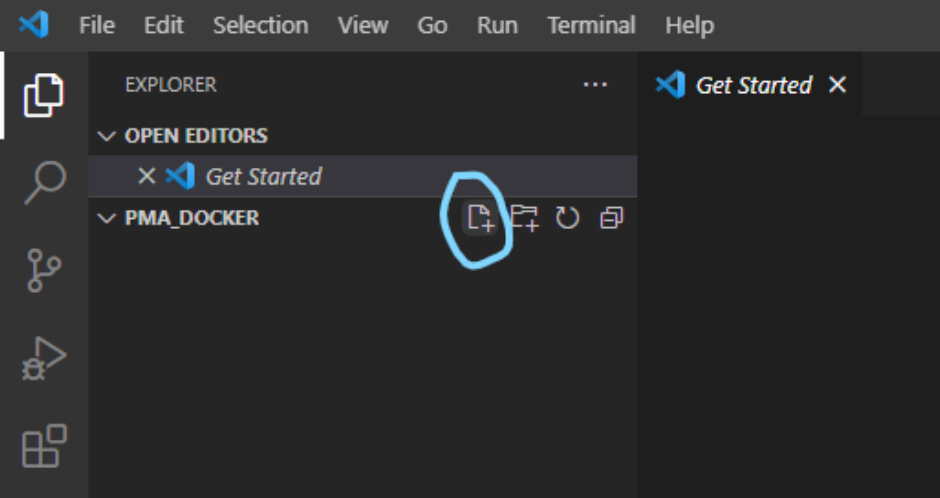 File Edit Selection View Go Run Terminal Help
EXPLORER
Get Started
OPEN EDITORS
Get Started
PMA_DOCKER